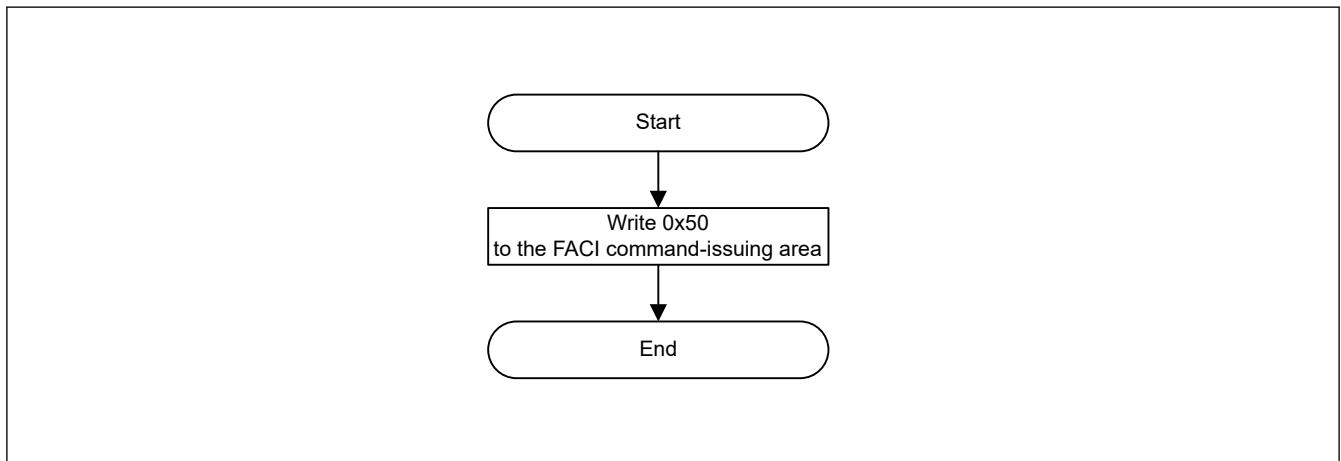 Start
Write 0x50
to the FACI command-issuing area
End